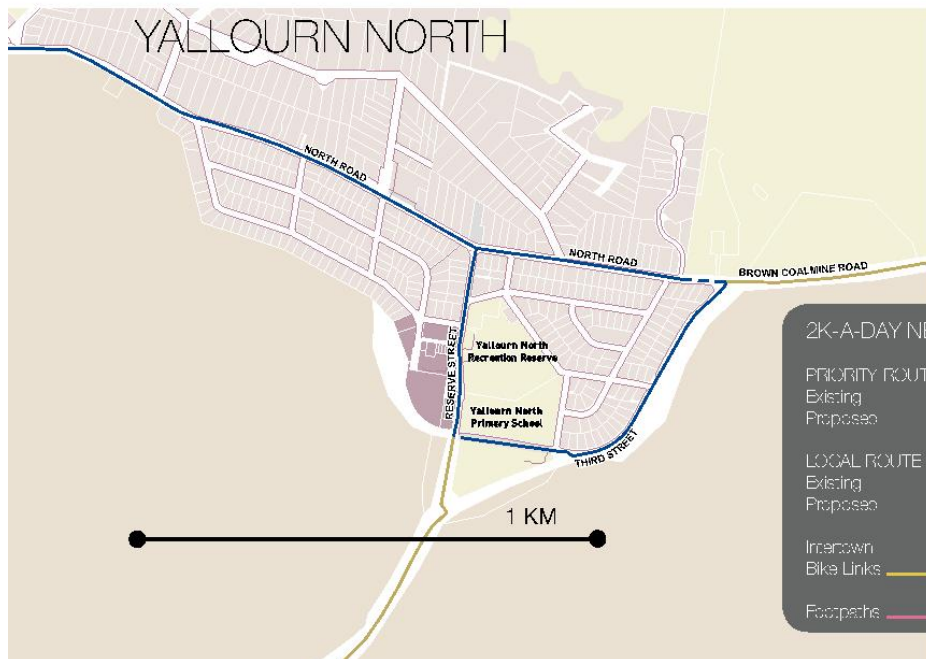 YALLOURN NORTH
NORTH ROAD
NORTH ROAD
BROWN COALMINE ROAD
Yallourn North
Recreation Reserve
RESERVE STREET
Yallourn North
Primary School
THIRD STREET
1 KM
2K-A-DAY NE
PRIORITY ROUT
Existing
Proposed
LOCAL ROUTE
Existing
Proposed
Intertown
Bike Links
Footpaths